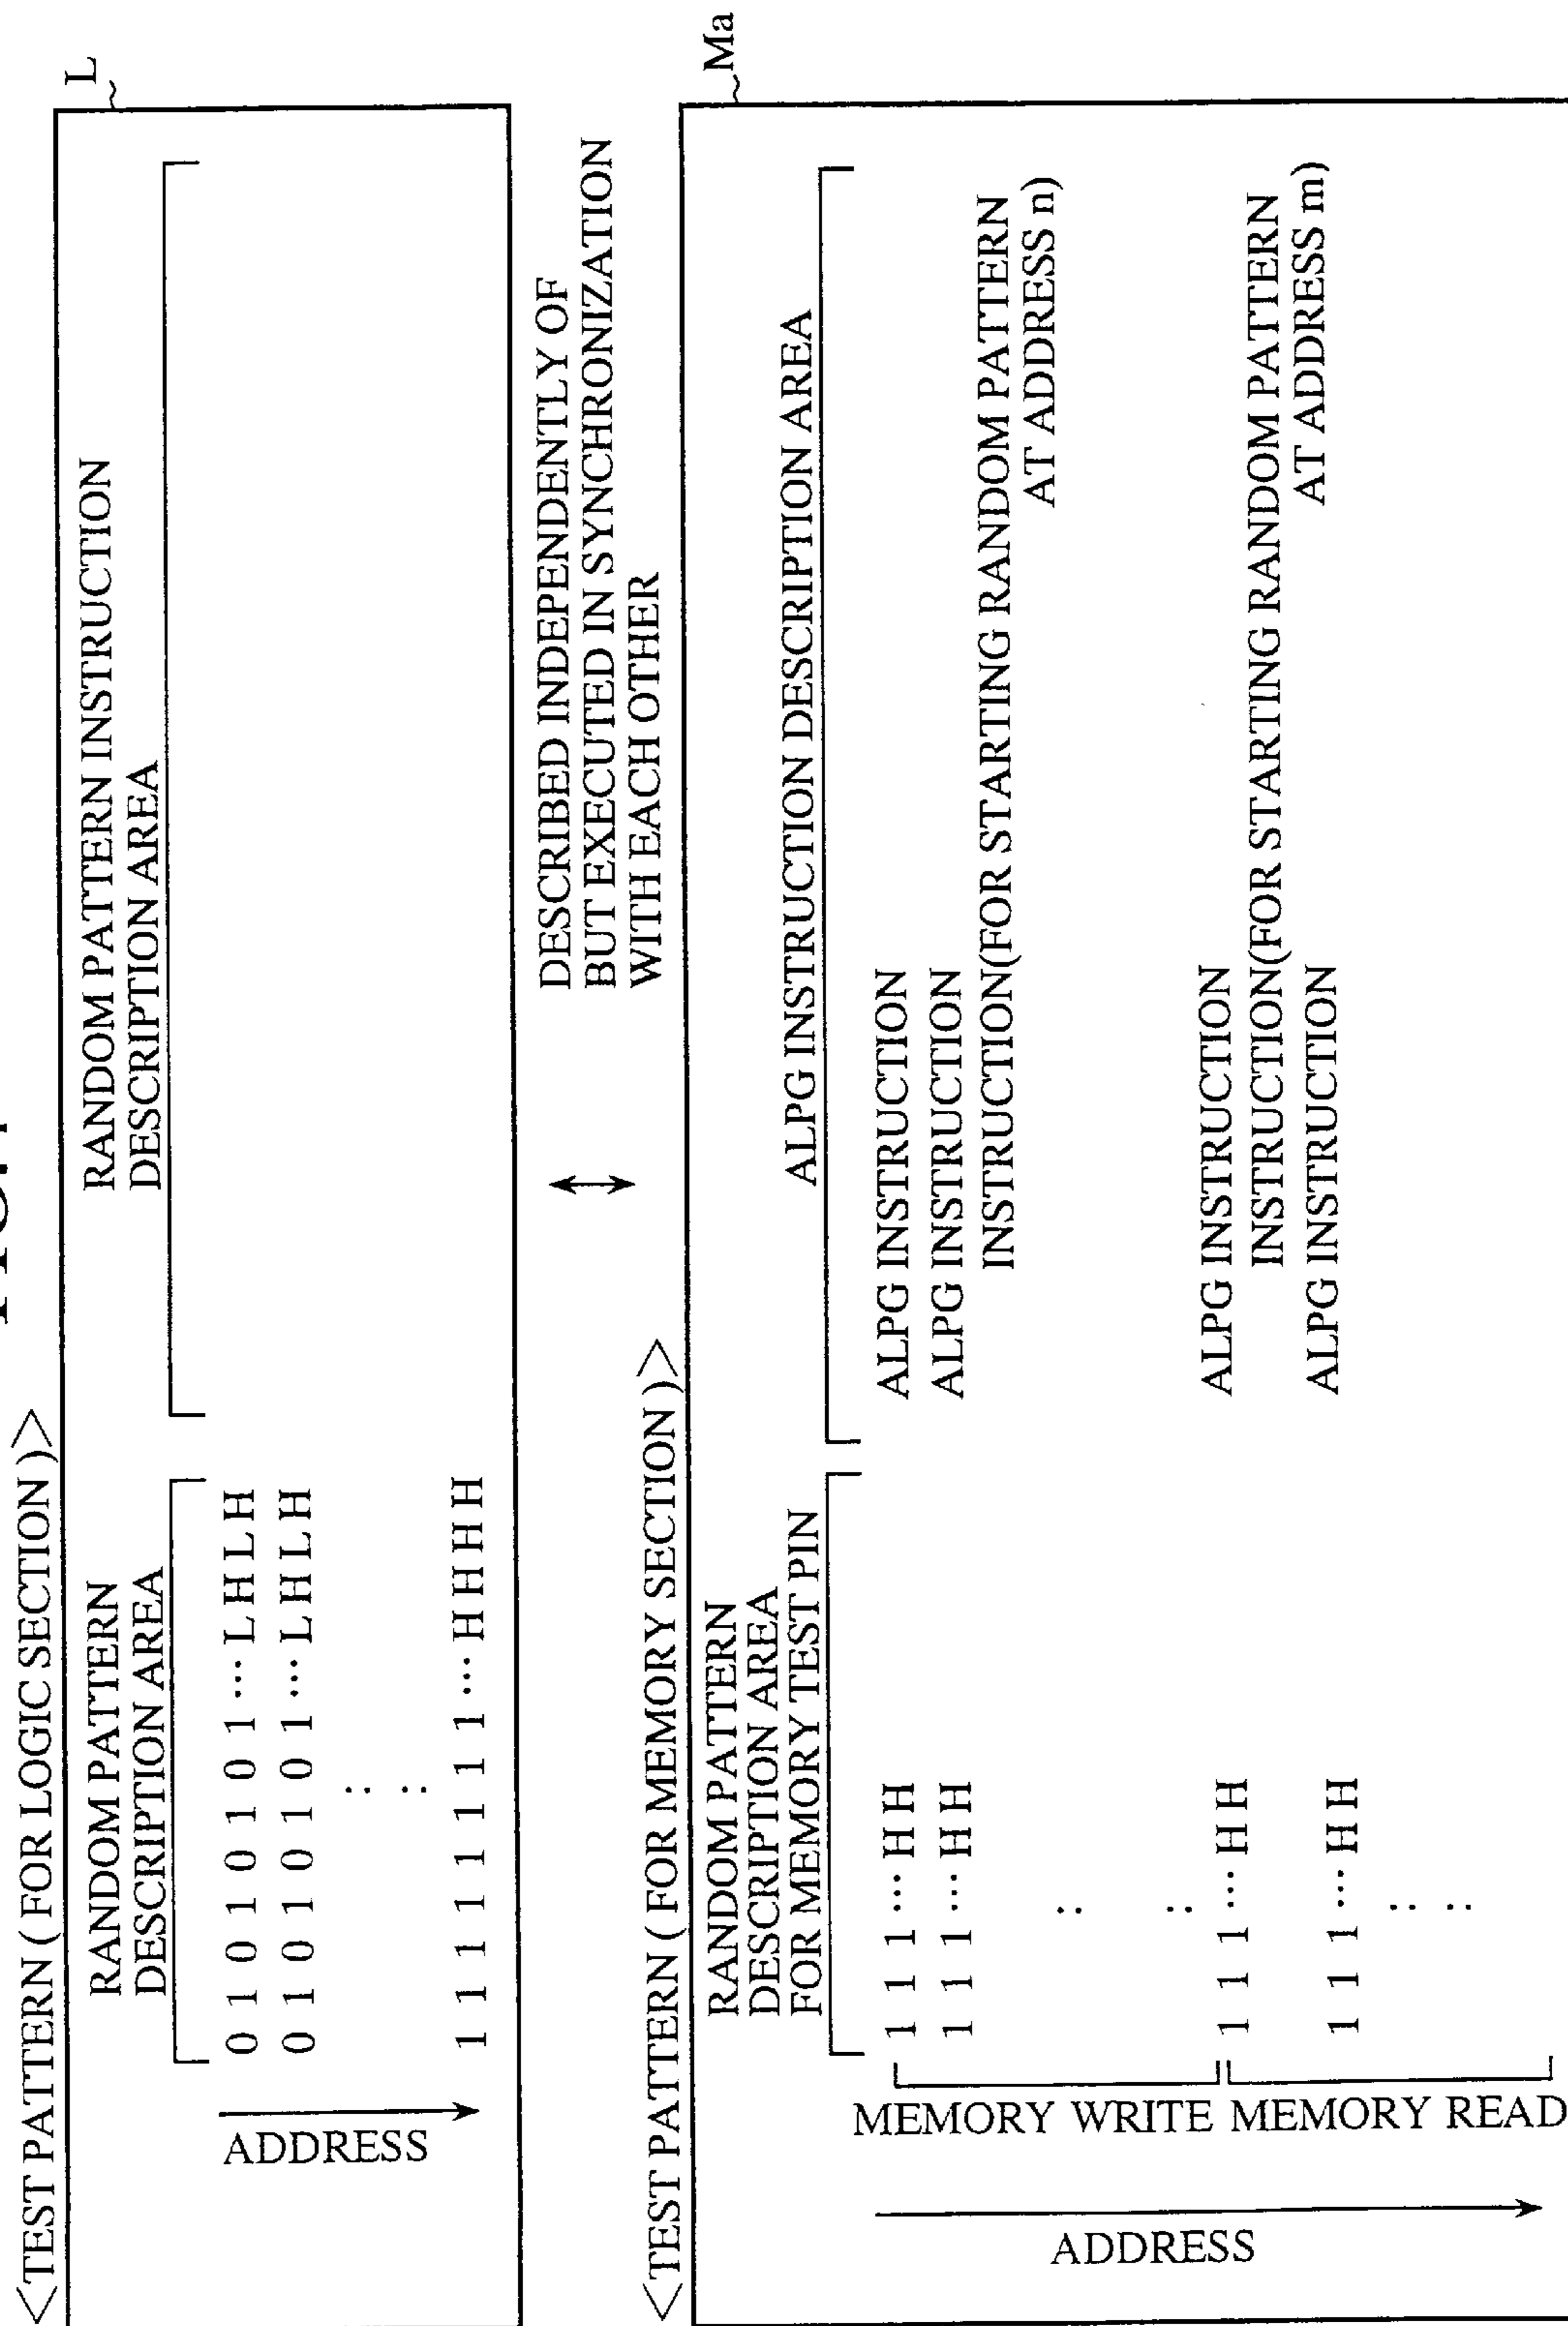 <TEST PATTERN ( FOR LOGIC SECTION )>
L
RANDOM PATTERN
DESCRIPTION AREA
RANDOM PATTERN INSTRUCTION
DESCRIPTION AREA
0 1 0 1 0 1 0 1 ··· L H L H
0 1 0 1 0 1 0 1 ··· L H L H
: :
1 1 1 1 1 1 1 1 ··· H H H H
ADDRESS
DESCRIBED INDEPENDENTLY OF
BUT EXECUTED IN SYNCHRONIZATION
WITH EACH OTHER
<TEST PATTERN ( FOR MEMORY SECTION )>
Ma
RANDOM PATTERN
DESCRIPTION AREA
FOR MEMORY TEST PIN
ALPG INSTRUCTION DESCRIPTION AREA
1 1 1 ··· H H ALPG INSTRUCTION
1 1 1 ··· H H ALPG INSTRUCTION
INSTRUCTION(FOR STARTING RANDOM PATTERN
AT ADDRESS n)
: :
1 1 1 ··· H H ALPG INSTRUCTION
INSTRUCTION(FOR STARTING RANDOM PATTERN
AT ADDRESS m)
1 1 1 ··· H H ALPG INSTRUCTION
: :
MEMORY WRITE
MEMORY READ
ADDRESS